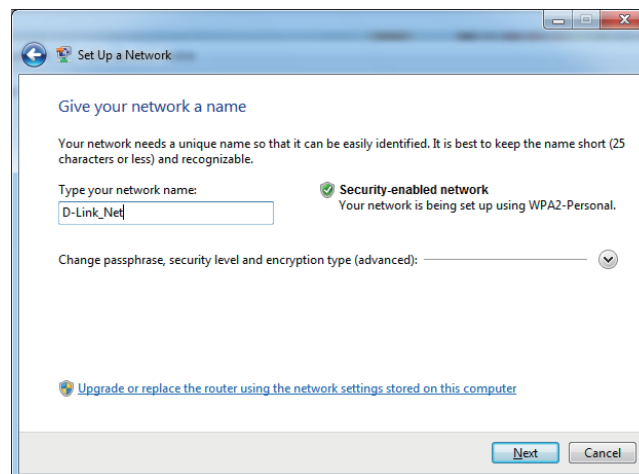 Set Up a Network
Give your network a name
Your network needs a unique name so that it can be easily identified. It is best to keep the name short (25
characters or less) and recognizable.
Type your network name:
D-Link_Net
Security-enabled network
Your network is being set up using WPA2-Personal.
Change passphrase, security level and encryption type (advanced):
Upgrade or replace the router using the network settings stored on this computer
Next
Cancel